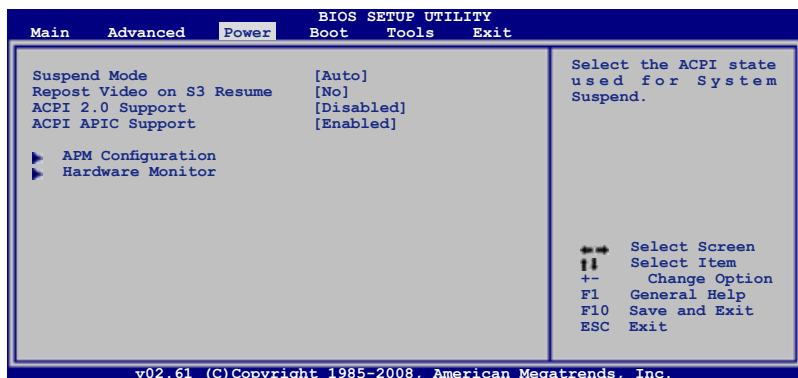 BIOS SETUP UTILITY
Main Advanced Power Boot Tools Exit
Suspend Mode [Auto]
Repost Video on S3 Resume [No]
ACPI 2.0 Support [Disabled]
ACPI APIC Support [Enabled]
APM Configuration
Hardware Monitor
Select the ACPI state
used for System
Suspend.
Select Screen
Select Item
+- Change Option
F1 General Help
F10 Save and Exit
ESC Exit
v02.61 (C)Copyright 1985-2008, American Megatrends, Inc.